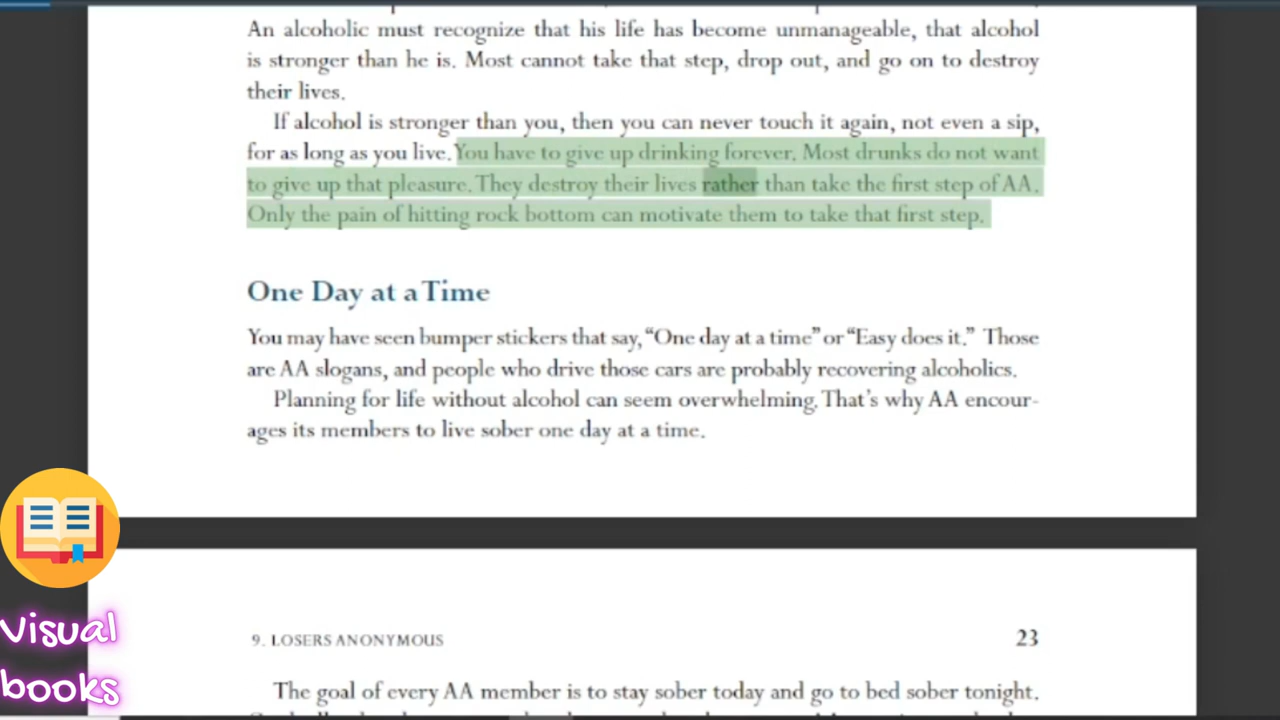 An alcoholic must recognize that his life has become unmanageable, that alcohol
is stronger than he is. Most cannot take that step, drop out, and go on to destroy
their lives.
If alcohol is stronger than you, then you can never touch it again, not even a sip,
for as long as you live. You have to give up drinking forever. Most drunks do not want
to give up that pleasure. They destroy their lives rather than take the first step of AA.
Only the pain of hitting rock bottom can motivate them to take that first step.
One Day at a Time
You may have seen bumper stickers that say, “One day at a time” or “Easy does it.” Those
are AA slogans, and people who drive those cars are probably recovering alcoholics.
Planning for life without alcohol can seem overwhelming. That’s why AA encour-
ages its members to live sober one day at a time.
Visual
books
9. LOSERS ANONYMOUS 23
The goal of every AA member is to stay sober today and go to bed sober tonight.